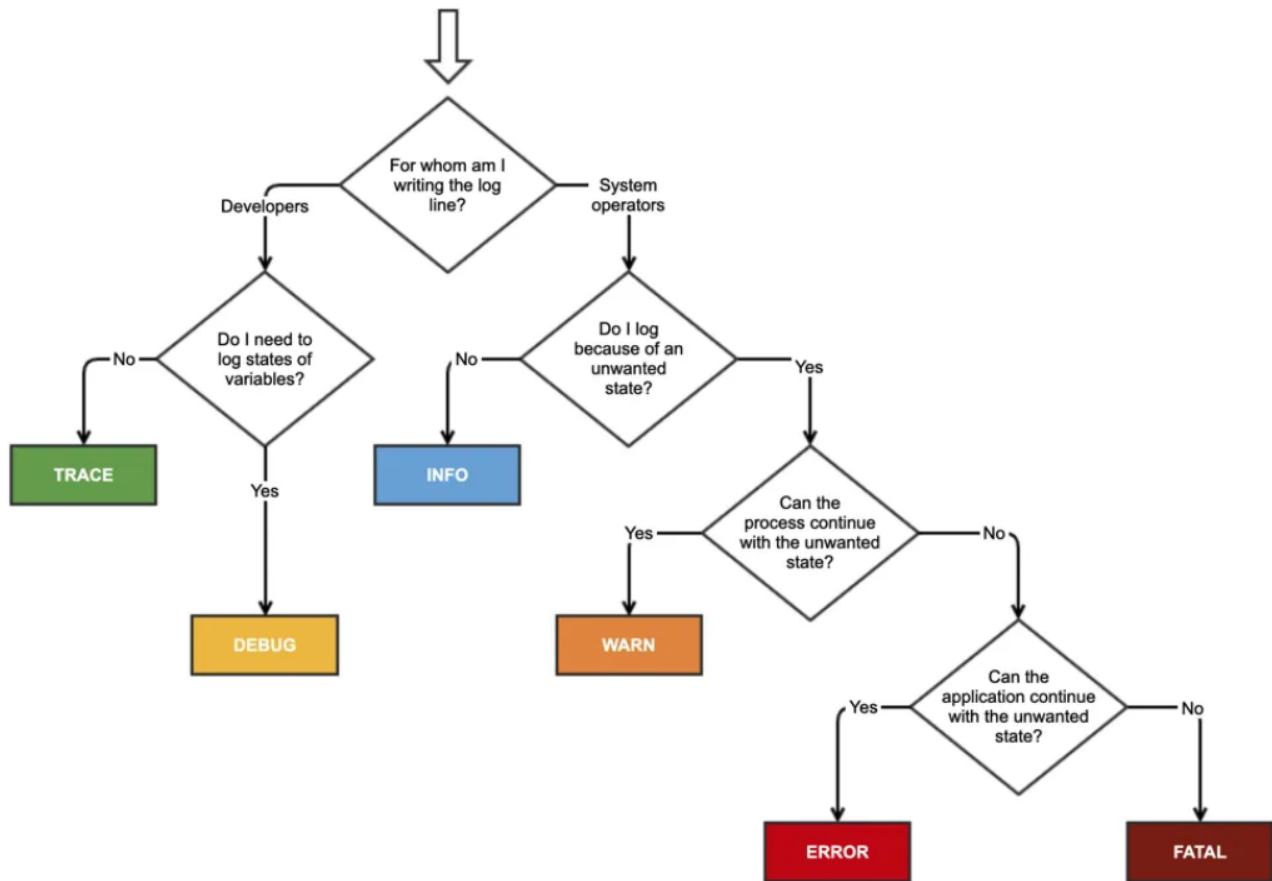 For whom am I
writing the log
line?
Developers
System
operators
Do I need to
log states of
variables?
Do I log
because of an
unwanted
state?
No
No
Yes
TRACE
INFO
Yes
Can the
process continue
with the unwanted
state?
Yes
No
DEBUG
WARN
Can the
application continue
with the unwanted
state?
Yes
No
ERROR
FATAL